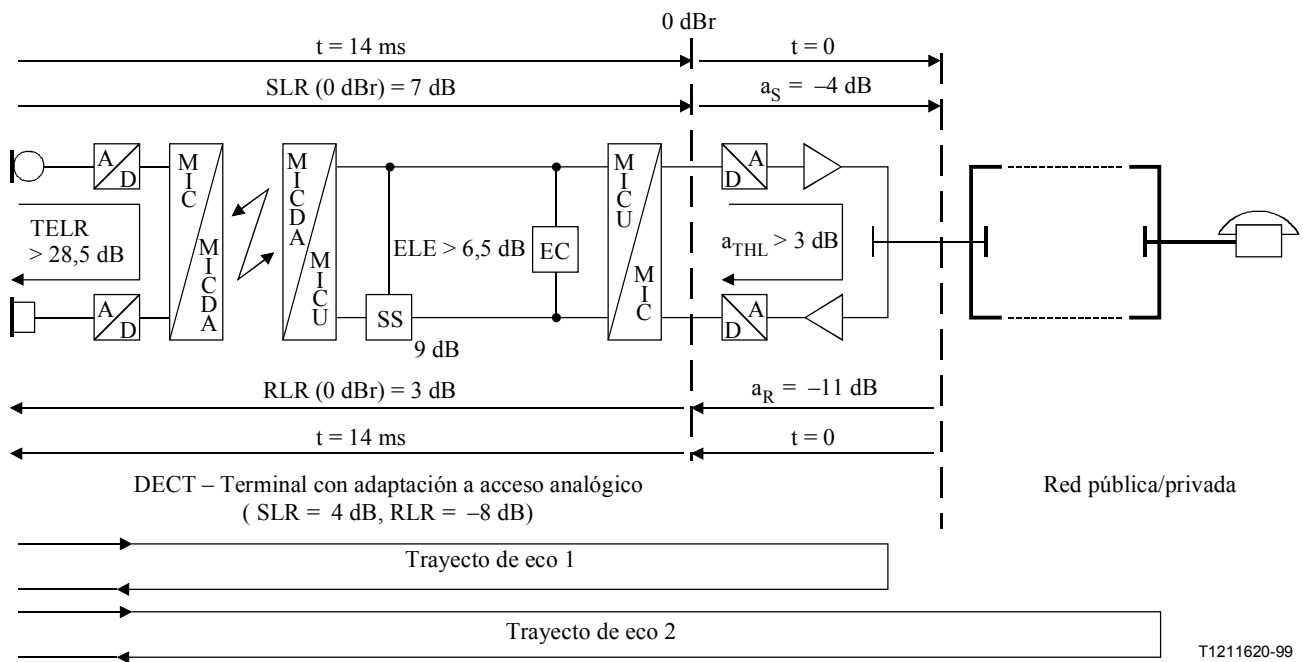 0 dBr
t = 14 ms
t = 0
SLR (0 dBr) = 7 dB
aS = –4 dB
A
D
MIC
MICDA
MICDA
MICU
MICU
MIC
D
A
TELR
> 28,5 dB
ELE > 6,5 dB
EC
aTHL > 3 dB
A
D
SS
9 dB
D
A
RLR (0 dBr) = 3 dB
aR = –11 dB
t = 14 ms
t = 0
DECT – Terminal con adaptación a acceso analógico
( SLR = 4 dB, RLR = –8 dB)
Red pública/privada
Trayecto de eco 1
Trayecto de eco 2
T1211620-99